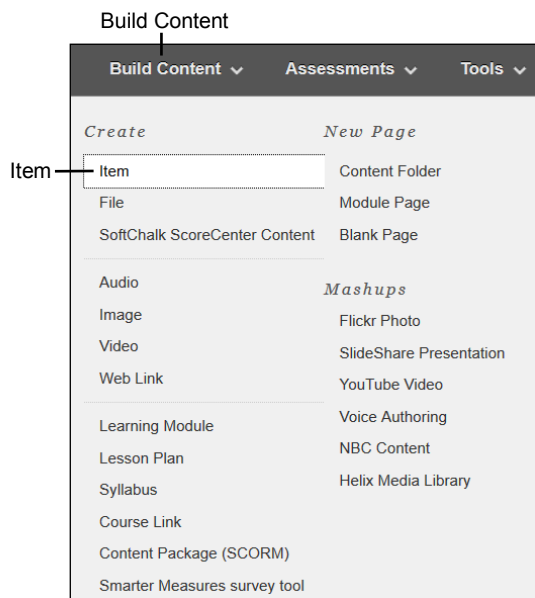 Build Content
Build Content Assessments Tools
Create
Item
Item
File
SoftChalk ScoreCenter Content
Audio
Image
Video
Web Link
Learning Module
Lesson Plan
Syllabus
Course Link
Content Package (SCORM)
Smarter Measures survey tool
New Page
Content Folder
Module Page
Blank Page
Mashups
Flickr Photo
SlideShare Presentation
YouTube Video
Voice Authoring
NBC Content
Helix Media Library